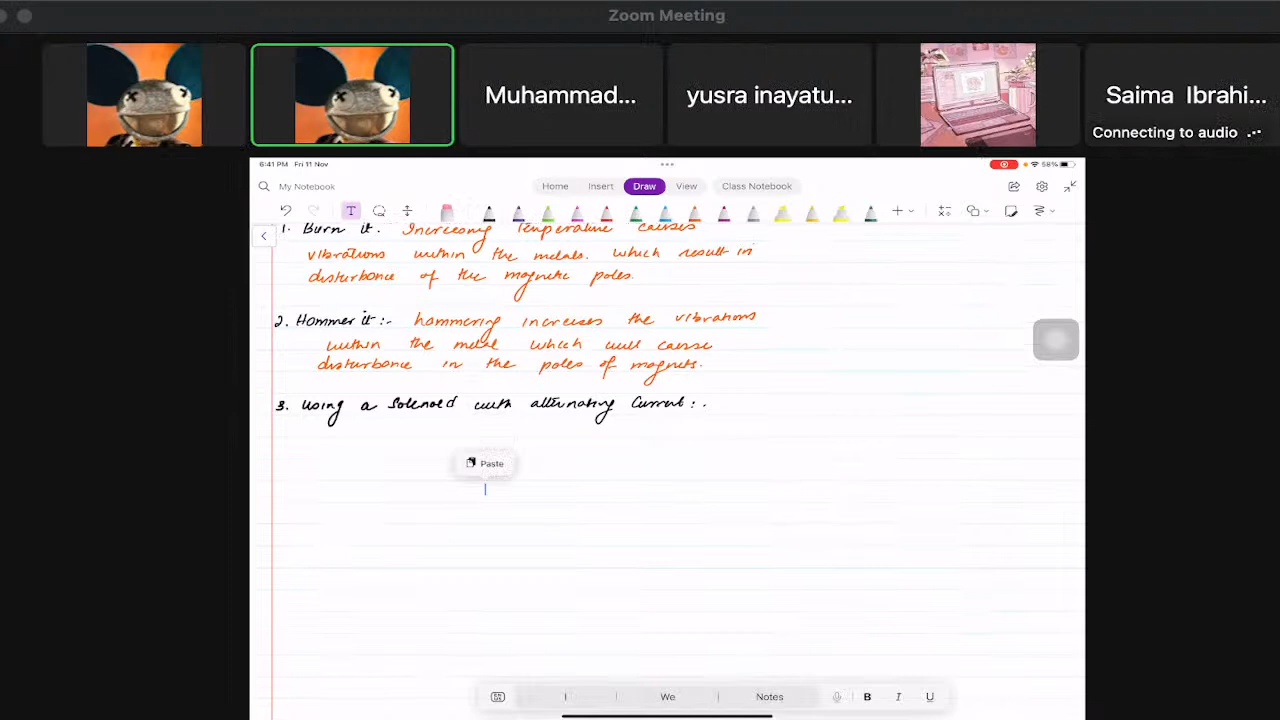 Zoom Meeting
Muhammad...
yusra inayatu...
Saima Ibrahi...
Connecting to audio
6:41 PM Fri 11 Nov
58%
My Notebook
Home Insert Draw View Class Notebook
T
1. Burn it. Increasing Temperature causes
vibrations within the metals. which result in
disturbance of the magnetic poles.
2. Hammer it:- hammering increases the vibrations
within the metal which will cause
disturbance in the poles of magnets.
3. Using a Solenoid with alternating Current:-
Paste
I We Notes B I U